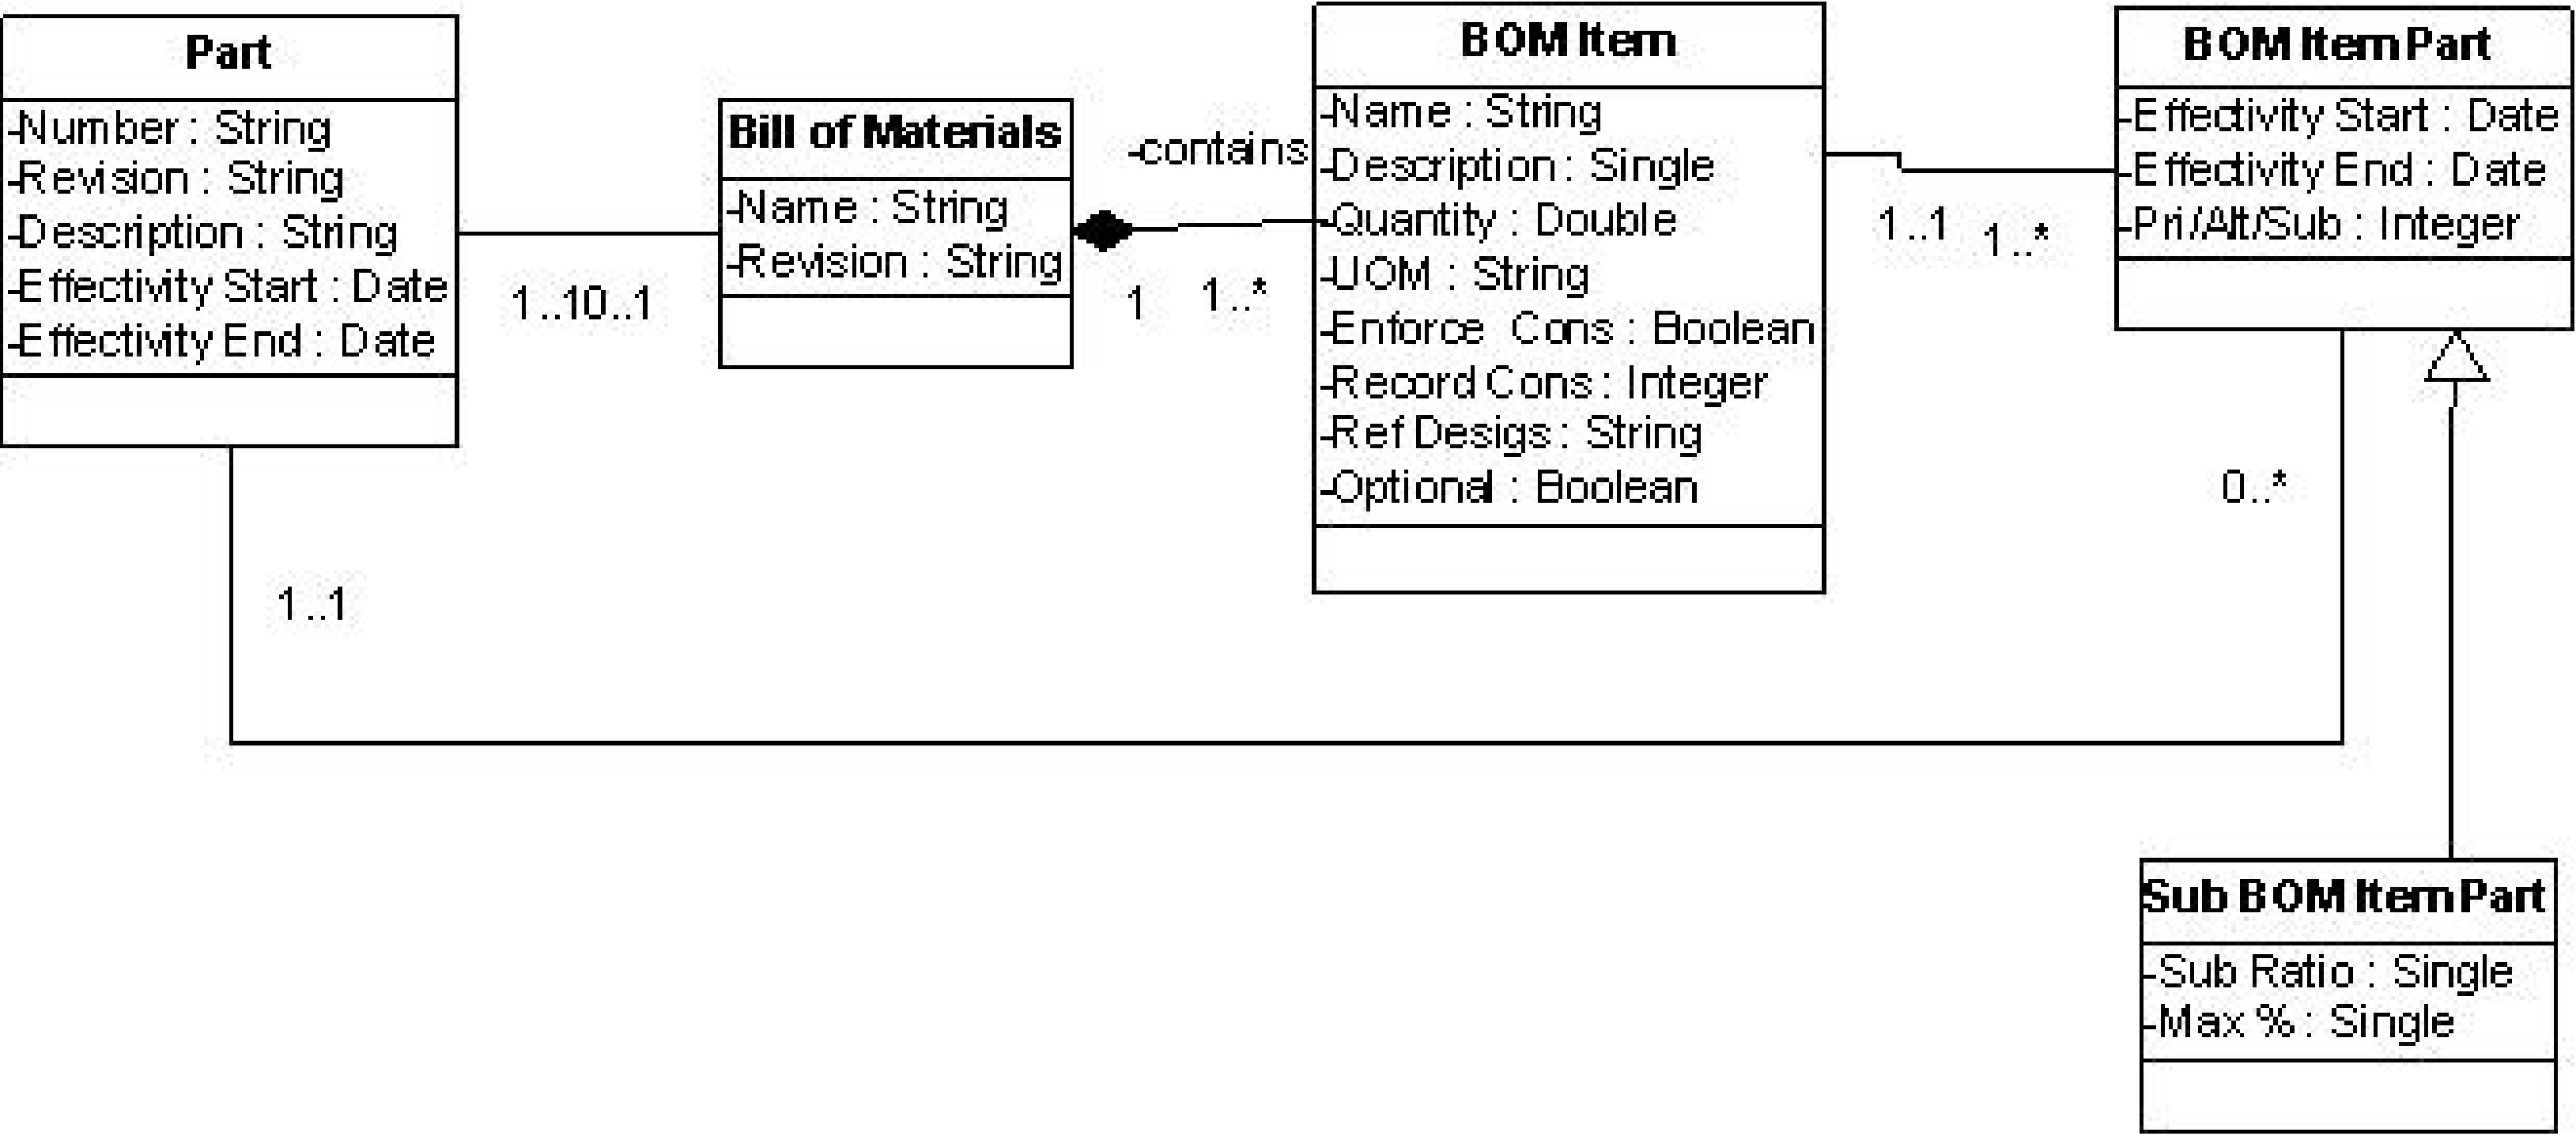 Part
-Number : String
-Revision : String
-Description : String
-Effectivity Start : Date
-Effectivity End : Date
1..1
0..1
Bill of Materials
-Name : String
-Revision : String
-contains
1
1..*
BOM Item
-Name : String
-Description : Single
-Quantity : Double
-UOM : String
-Enforce Cons : Boolean
-Record Cons : Integer
-Ref Desigs : String
-Optional : Boolean
1..1
1..*
BOM Item Part
-Effectivity Start : Date
-Effectivity End : Date
-Pri/Alt/Sub : Integer
0..*
1..1
Sub BOM Item Part
-Sub Ratio : Single
-Max % : Single